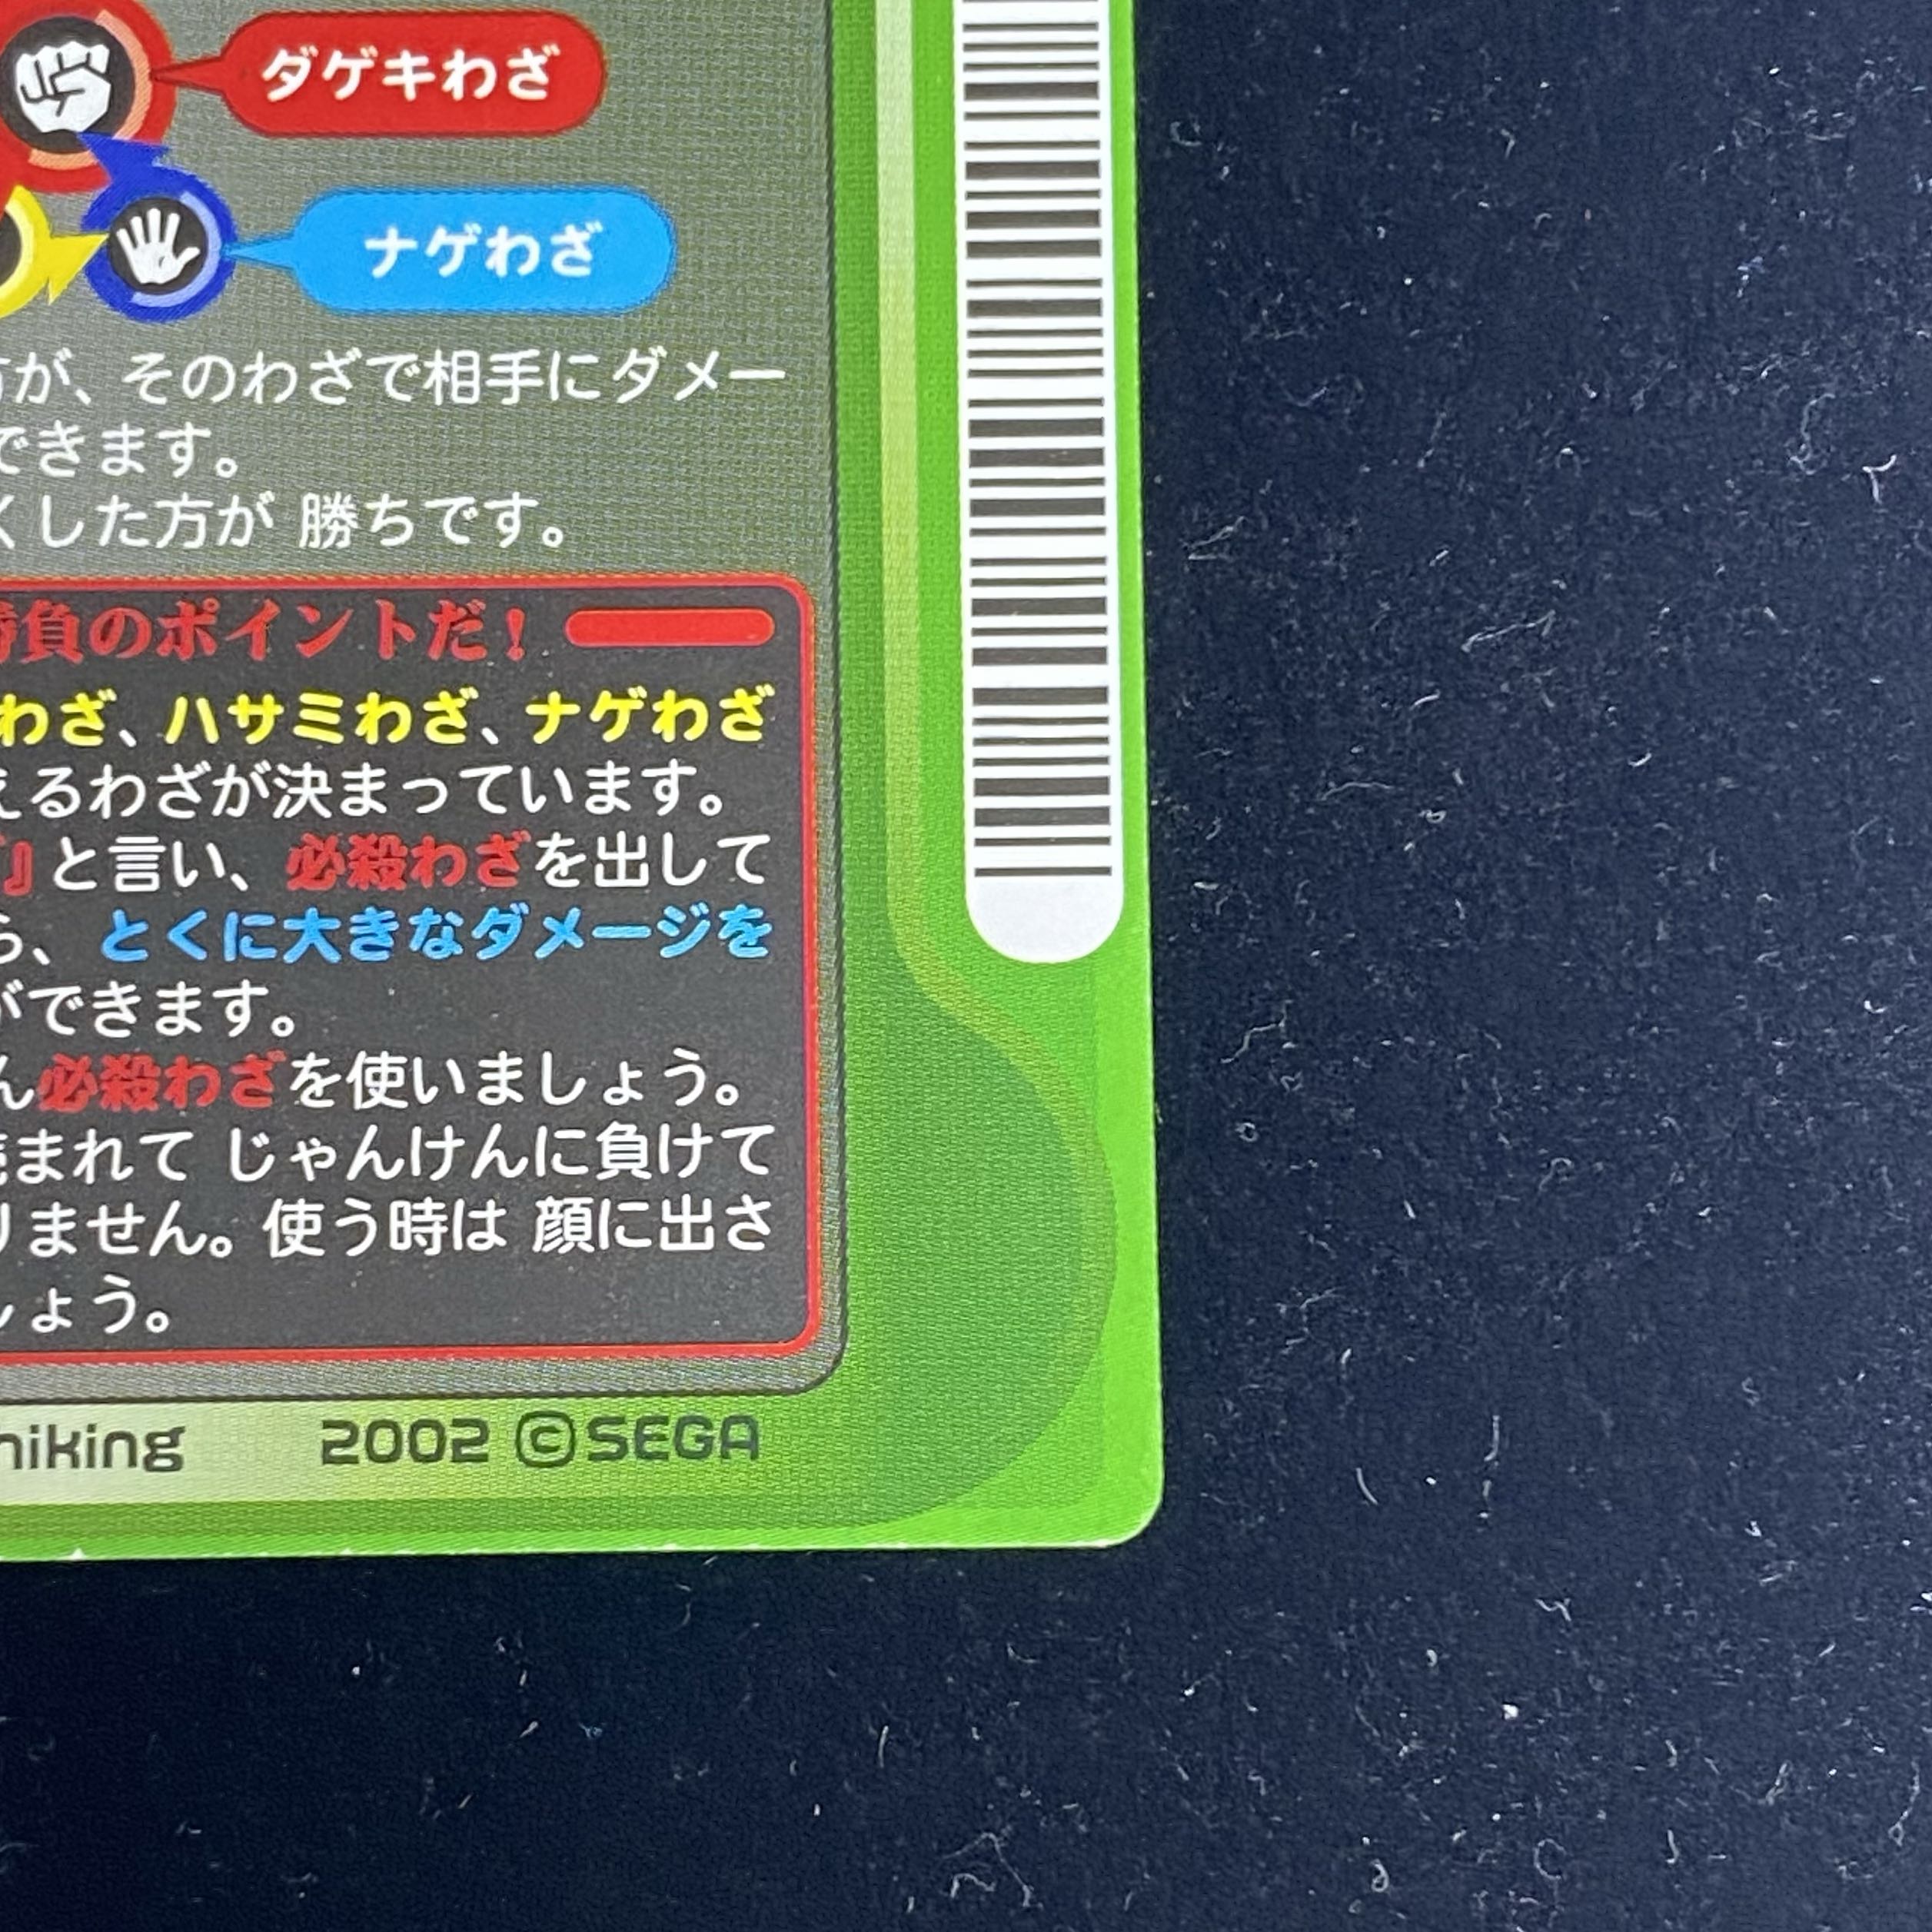 ダゲキわざ
ナゲわざ
が、そのわざで相手にダメー
できます。
くした方が 勝ちです。
負のポイントだ！
わざ、ハサミわざ、ナゲわざ
えるわざが決まっています。
』と言い、必殺わざを出して
ら、とくに大きなダメージを
ができます。
ん必殺わざを使いましょう。
まれて じゃんけんに負けて
りません。使う時は 顔に出さ
しょう。
hiking 2002 ©SEGA